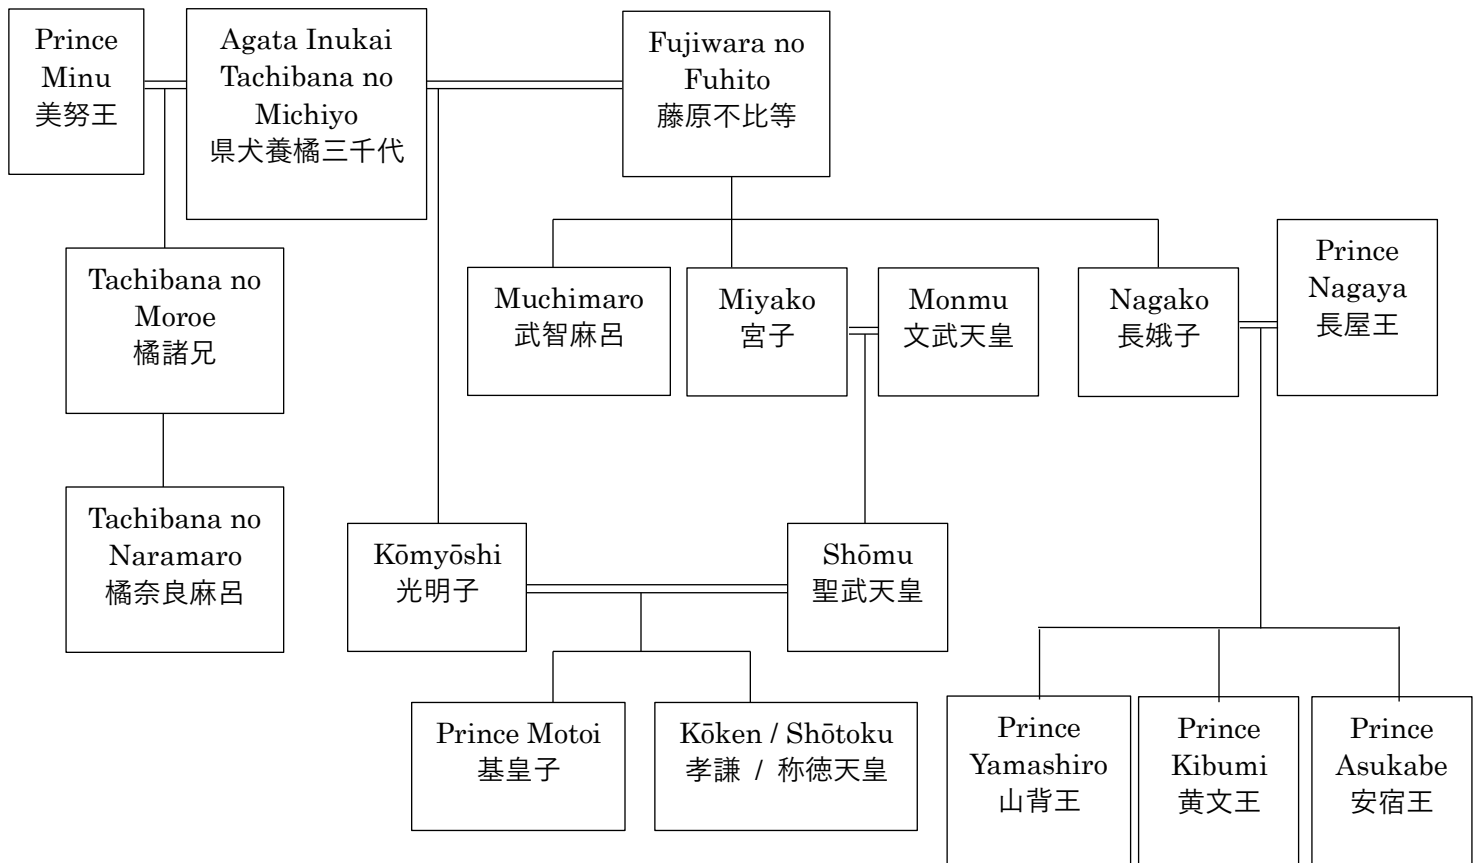 Prince
Minu
美努王
Agata Inukai
Tachibana no
Michiyo
県犬養橘三千代
Fujiwara no
Fuhito
藤原不比等
Tachibana no
Moroe
橘諸兄
Muchimaro
武智麻呂
Miyako
宮子
Monmu
文武天皇
Nagako
長娥子
Prince
Nagaya
長屋王
Tachibana no
Naramaro
橘奈良麻呂
Kōmyōshi
光明子
Shōmu
聖武天皇
Prince Motoi
基皇子
Kōken / Shōtoku
孝謙 / 称徳天皇
Prince
Yamashiro
山背王
Prince
Kibumi
黄文王
Prince
Asukabe
安宿王